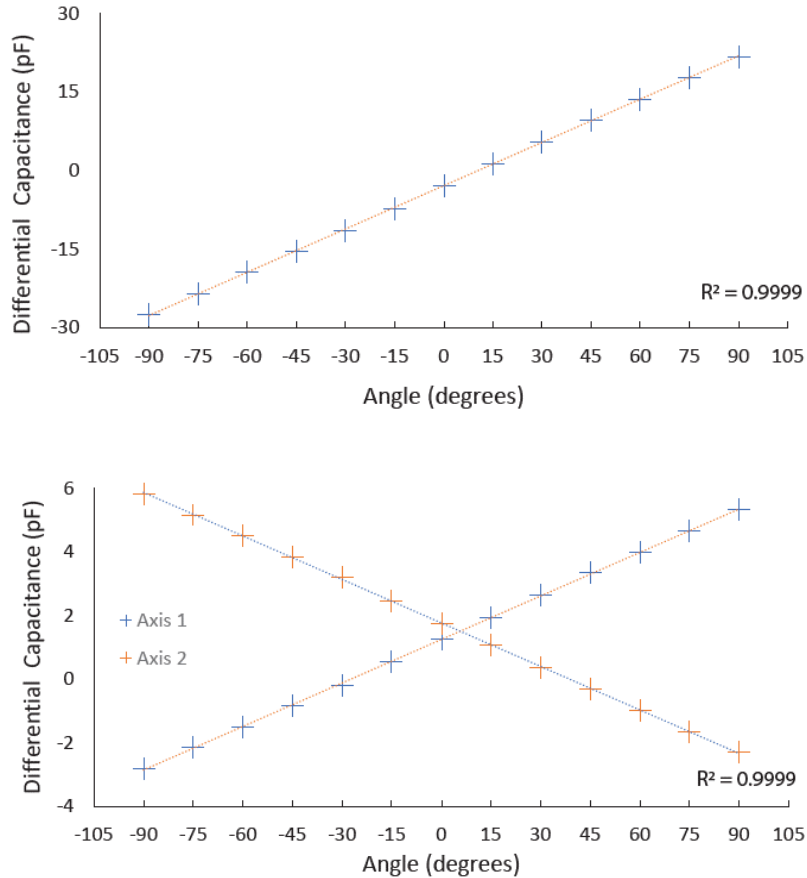 Differential Capacitance (pF)
30
15
0
-15
-30
R² = 0.9999
-105 -90 -75 -60 -45 -30 -15 0 15 30 45 60 75 90 105
Angle (degrees)
Differential Capacitance (pF)
6
4
2
0
-2
-4
Axis 1
Axis 2
R² = 0.9999
-105 -90 -75 -60 -45 -30 -15 0 15 30 45 60 75 90 105
Angle (degrees)